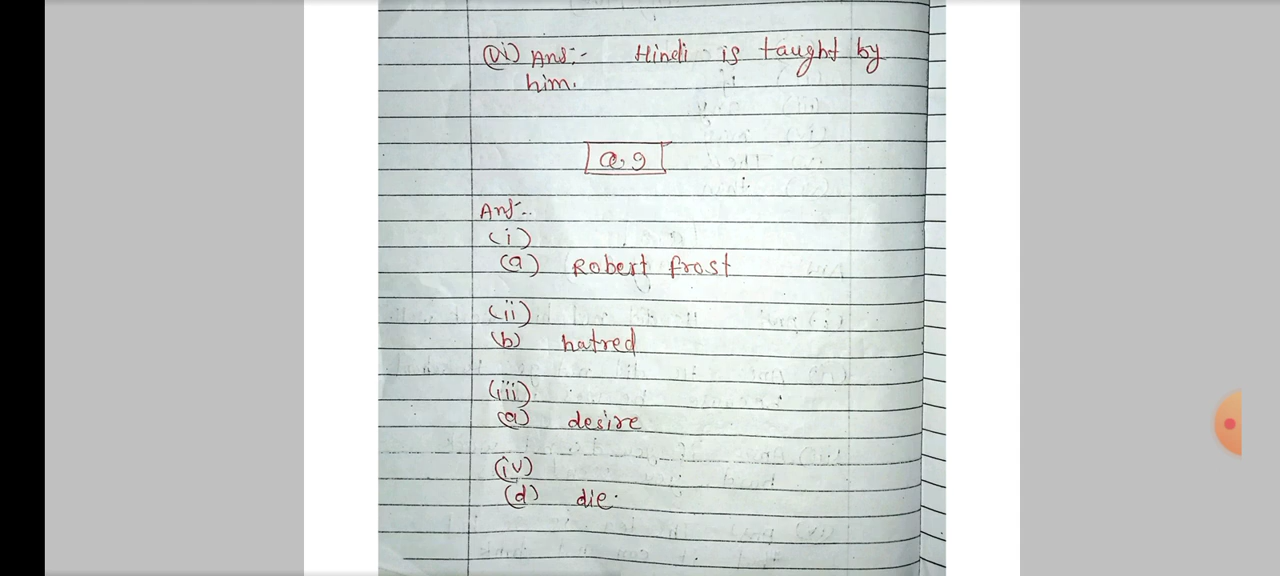 (vi) Ans:- Hindi is taught by
him.
Q.9
Ans-..
(i)
(a) Robert frost
(ii)
(b) hatred
(iii)
(a) desire
(iv)
(d) die.